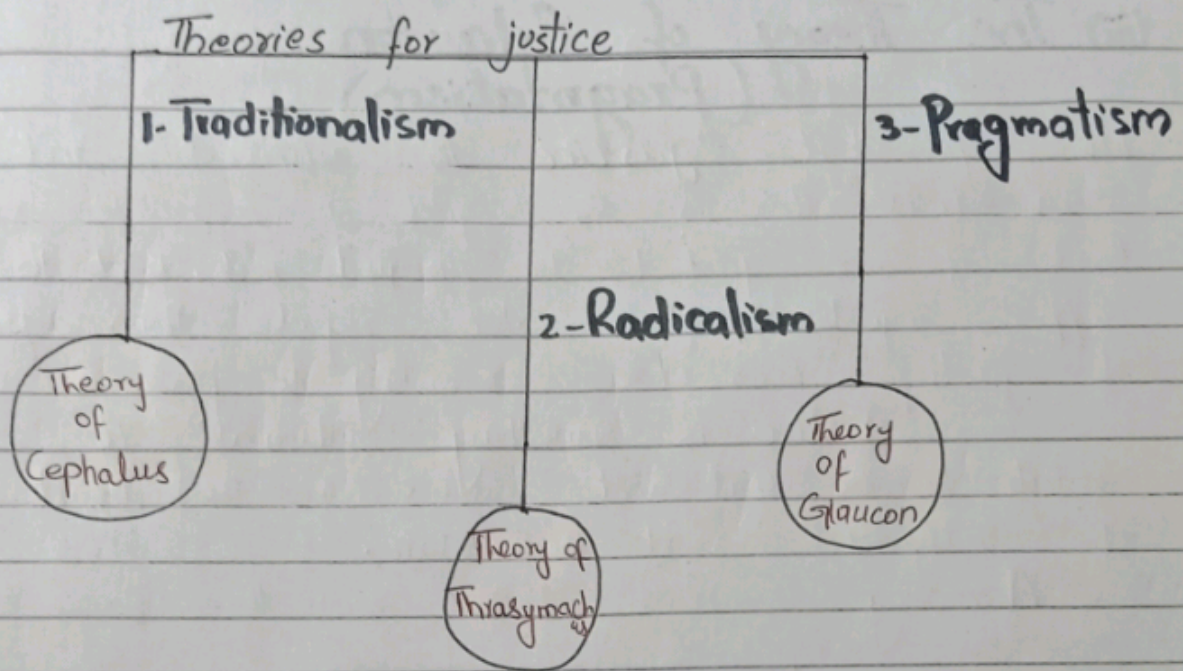 Theories for justice
1- Traditionalism
3- Pragmatism
2- Radicalism
Theory
of
Cephalus
Theory
of
Glaucon
Theory of
Thrasymachus